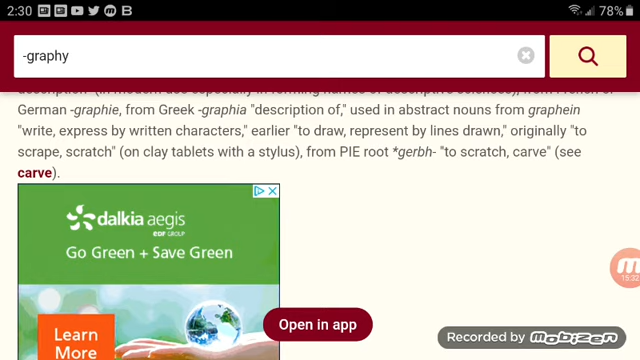 2:30
B
78%
-graphy
description" (in modern use especially in forming names of descriptive sciences), from French or
German -graphie, from Greek -graphia "description of," used in abstract nouns from graphein
"write, express by written characters," earlier "to draw, represent by lines drawn," originally "to
scrape, scratch" (on clay tablets with a stylus), from PIE root *gerbh- "to scratch, carve" (see
carve).
dalkia aegis
edf GROUP
Go Green + Save Green
15:32
Open in app
Learn
More
Recorded by mobizen